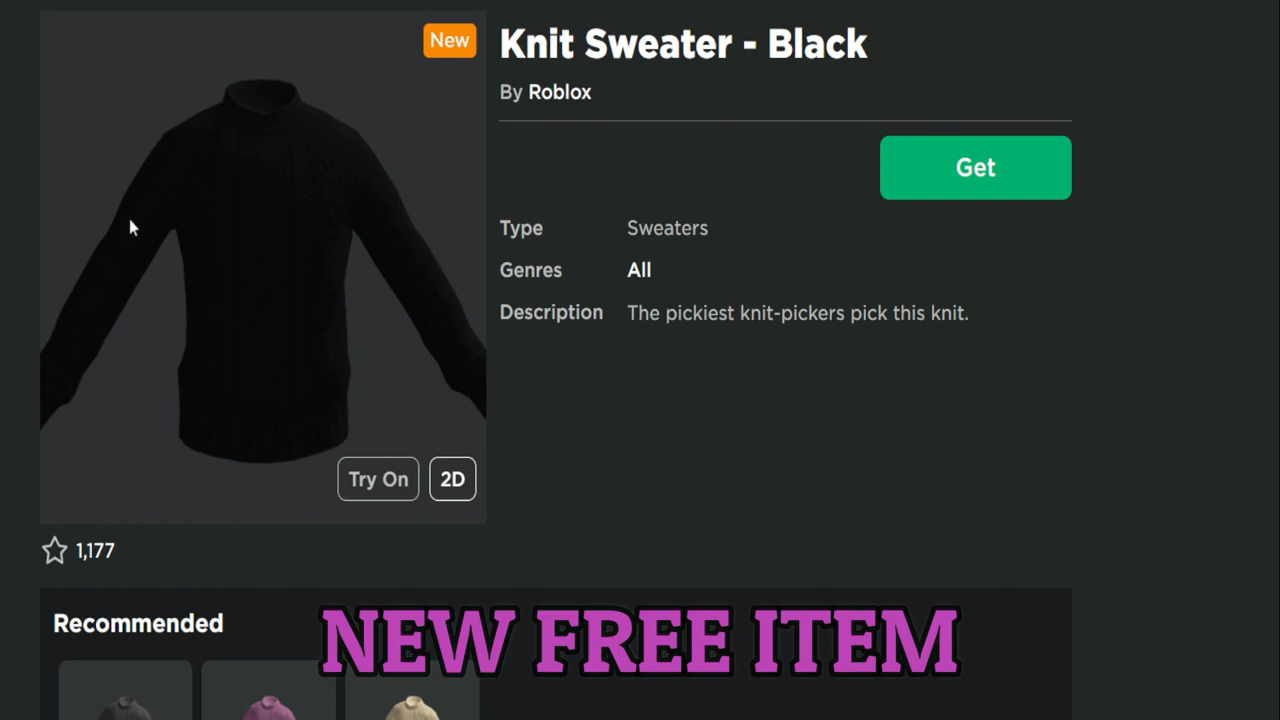 New
Knit Sweater - Black
By Roblox
Get
Type Sweaters
Genres All
Description The pickiest knit-pickers pick this knit.
Try On 2D
1,177
Recommended
NEW FREE ITEM